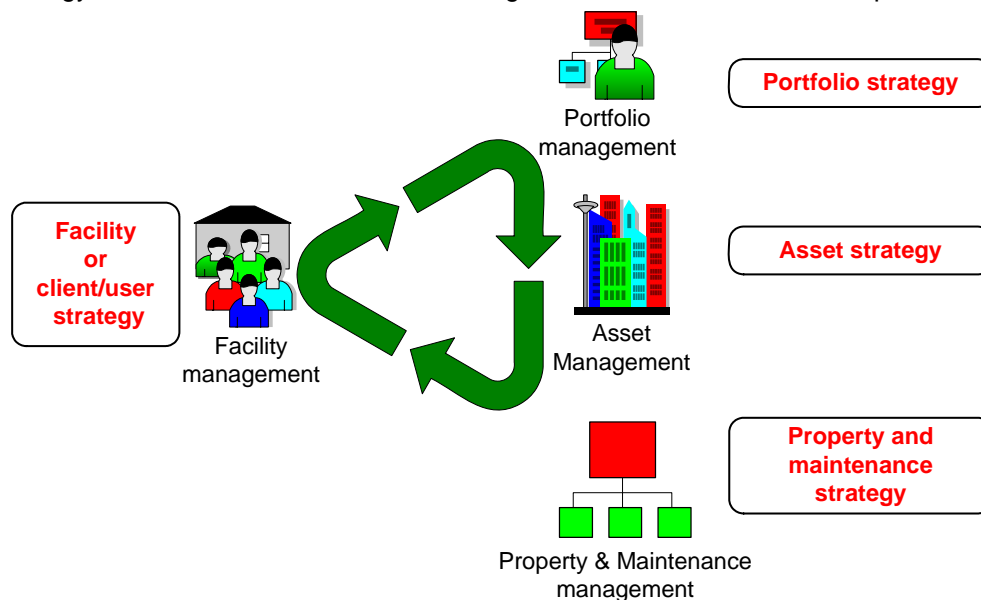 Portfolio
management
Portfolio strategy
Facility
or
client/user
strategy
Facility
management
Asset
Management
Asset strategy
Property & Maintenance
management
Property and
maintenance
strategy